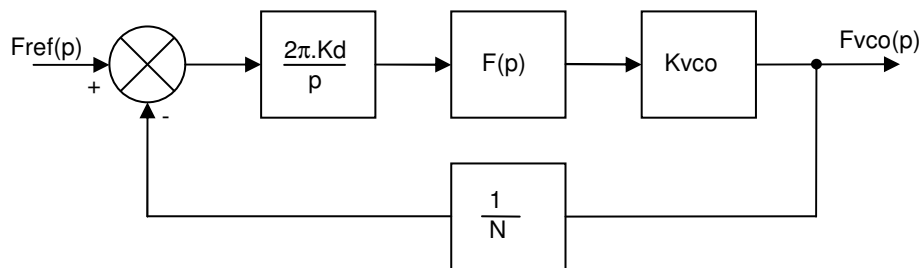 Fref(p)
+
-
2π.Kd
p
F(p)
Kvco
Fvco(p)
1
N